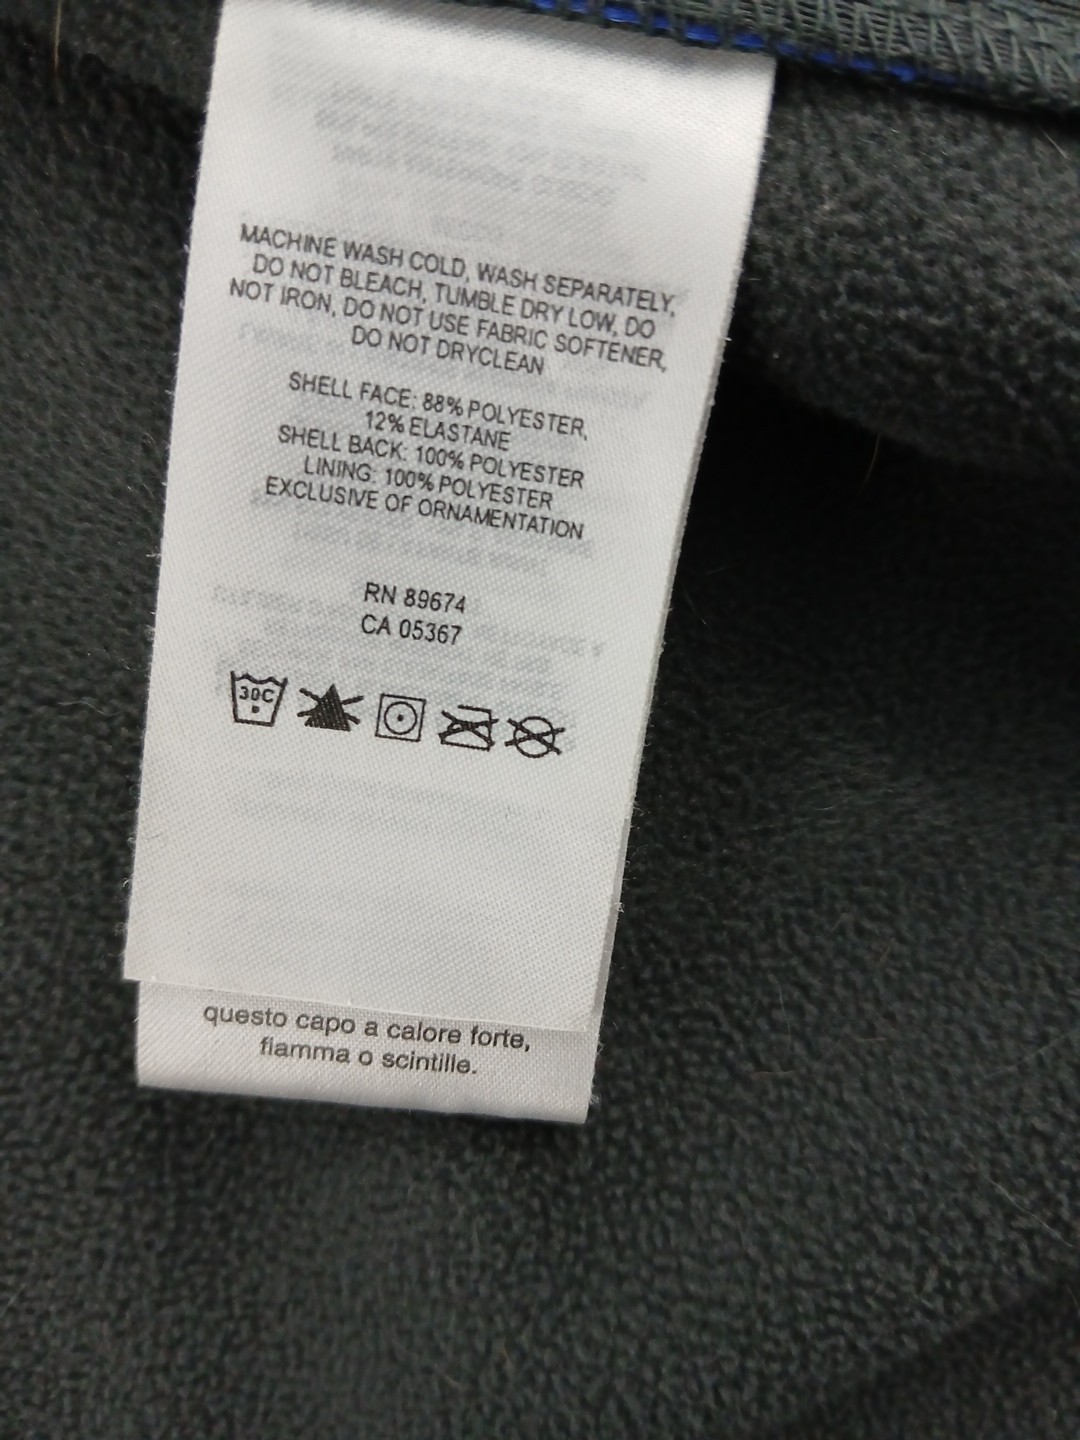 MACHINE WASH COLD, WASH SEPARATELY,
DO NOT BLEACH, TUMBLE DRY LOW, DO
NOT IRON, DO NOT USE FABRIC SOFTENER,
DO NOT DRYCLEAN
SHELL FACE: 88% POLYESTER,
12% ELASTANE
SHELL BACK: 100% POLYESTER
LINING: 100% POLYESTER
EXCLUSIVE OF ORNAMENTATION
RN 89674
CA 05367
30C
questo capo a calore forte,
fiamma o scintille.